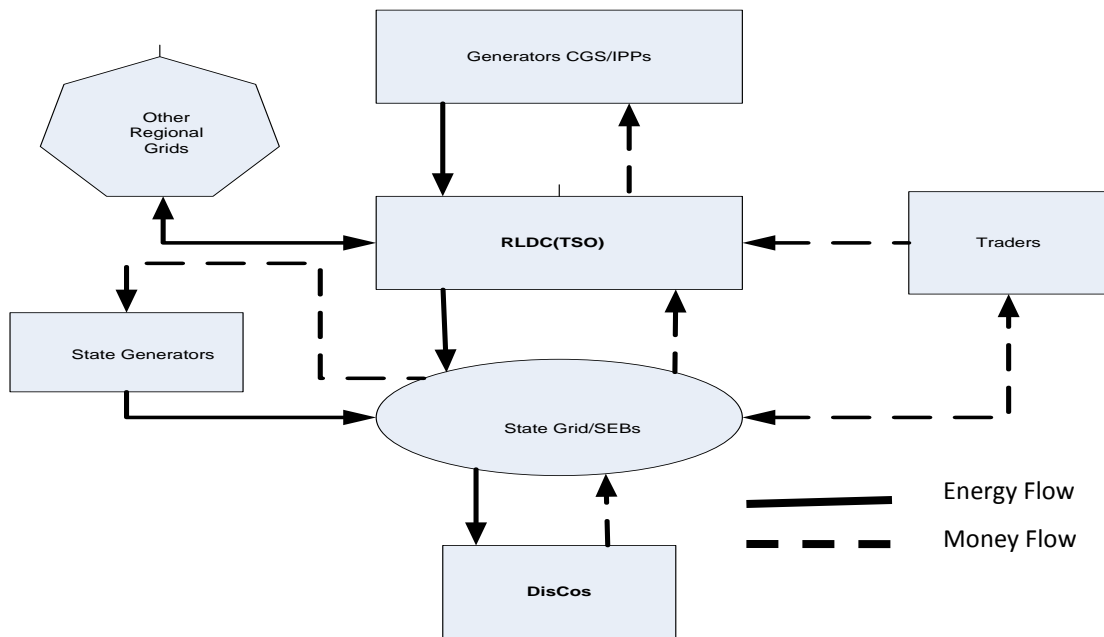 Generators CGS/IPPs
Other
Regional
Grids
RLDC(TSO)
Traders
State Generators
State Grid/SEBs
Energy Flow
Money Flow
DisCos